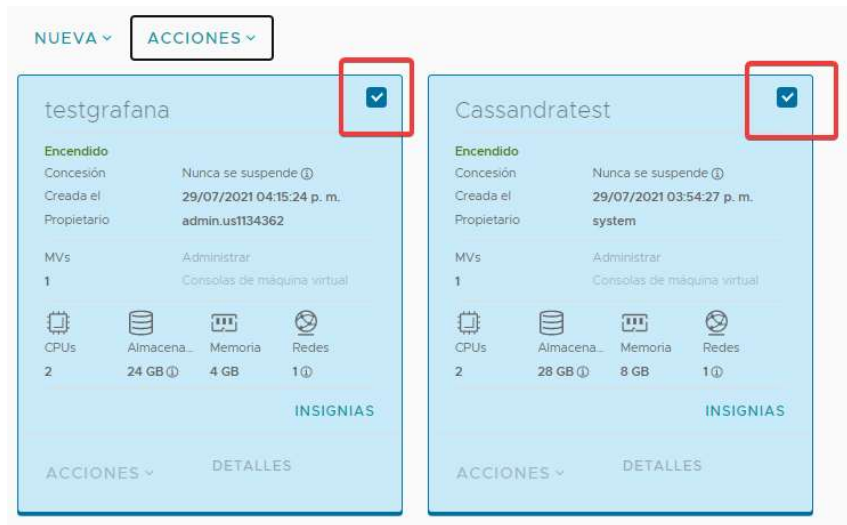 NUEVA ACCIONES
testgrafana
Encendido
Concesión Nunca se suspende
Creada el 29/07/2021 04:15:24 p. m.
Propietario admin.us1134362
MVs Administrar
1 Consolas de máquina virtual
CPUs Almacena... Memoria Redes
2 24 GB 4 GB 1
INSIGNIAS
ACCIONES DETALLES
Cassandratest
Encendido
Concesión Nunca se suspende
Creada el 29/07/2021 03:54:27 p. m.
Propietario system
MVs Administrar
1 Consolas de máquina virtual
CPUs Almacena... Memoria Redes
2 28 GB 8 GB 1
INSIGNIAS
ACCIONES DETALLES